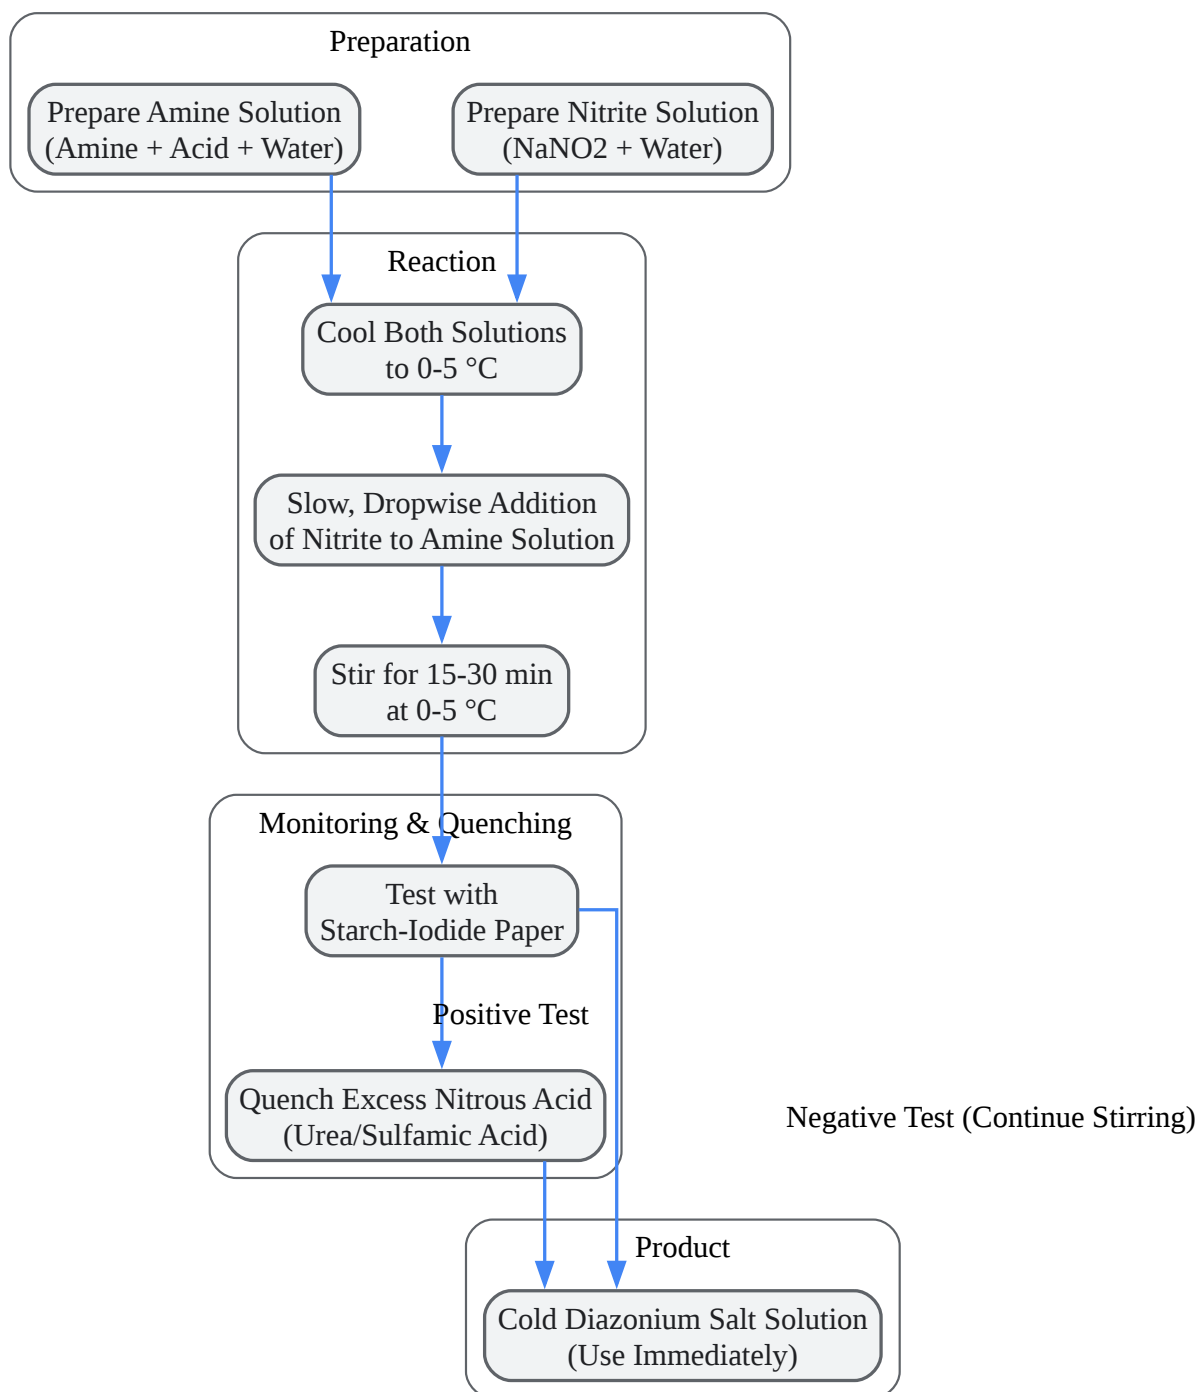 Preparation
Prepare Amine Solution
(Amine + Acid + Water)
Prepare Nitrite Solution
(NaNO2 + Water)
Reaction
Cool Both Solutions
to 0-5 °C
Slow, Dropwise Addition
of Nitrite to Amine Solution
Stir for 15-30 min
at 0-5 °C
Monitoring & Quenching
Test with
Starch-Iodide Paper
Positive Test
Quench Excess Nitrous Acid
(Urea/Sulfamic Acid)
Negative Test (Continue Stirring)
Product
Cold Diazonium Salt Solution
(Use Immediately)